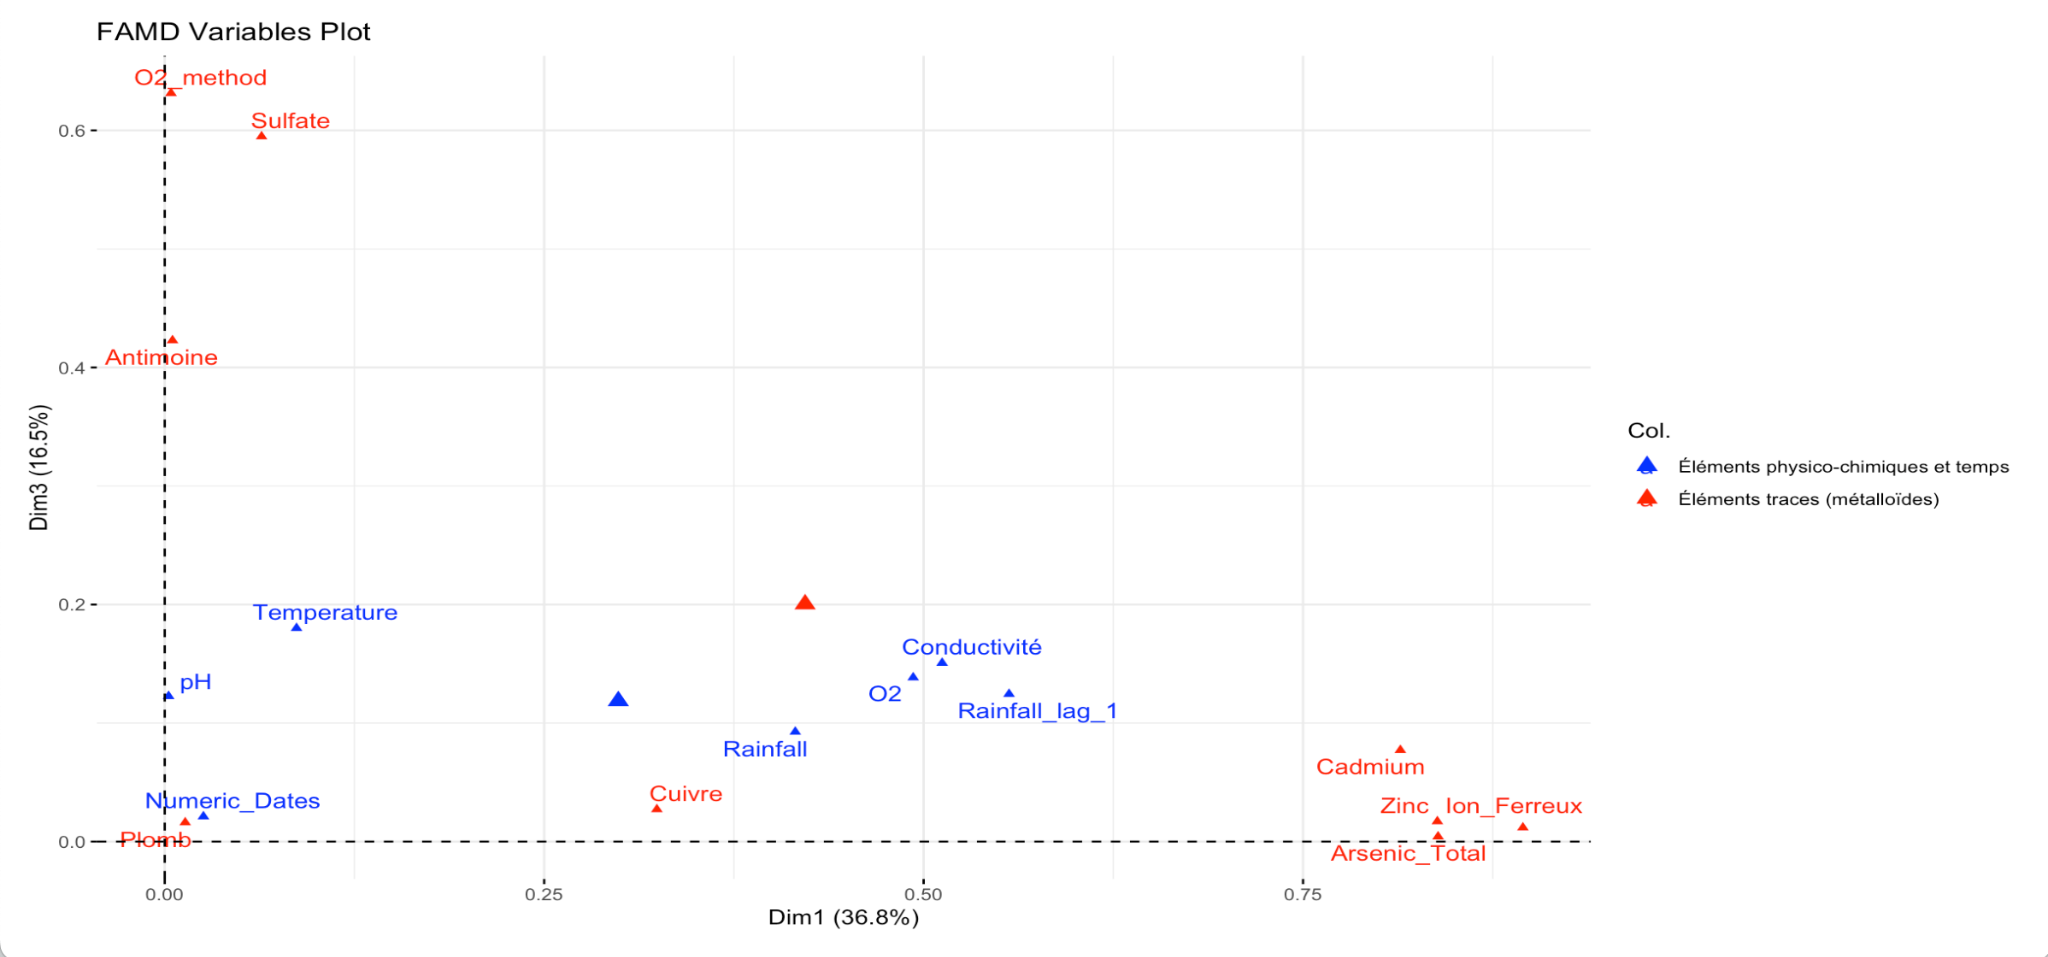 FAMD Variables Plot
O2_method
Sulfate
0.6
Antimoine
0.4
Dim3 (16.5%)
Col.
Éléments physico-chimiques et temps
Éléments traces (métalloïdes)
0.2
Temperature
Conductivité
pH
O2
Rainfall_lag_1
Rainfall
Cadmium
Numeric_Dates
Cuivre
Zinc
Ion_Ferreux
Plomb
0.0
Arsenic_Total
0.00
0.25
0.50
0.75
Dim1 (36.8%)